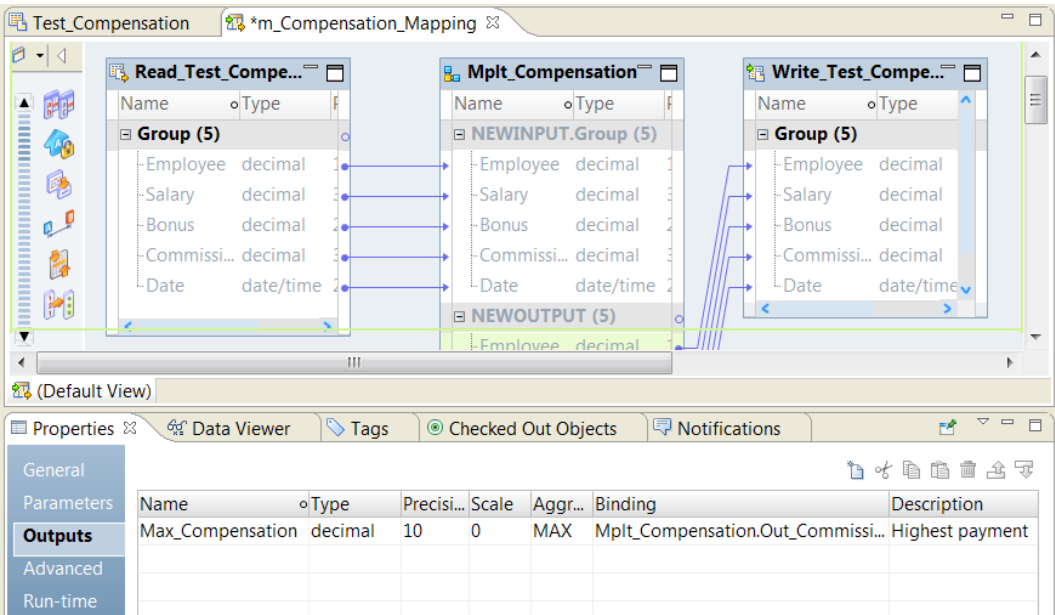 Test_Compensation *m_Compensation_Mapping
Read_Test_Compe... Mplt_Compensation Write_Test_Compe...
Name Type Name Type Name Type
Group (5) NEWINPUT.Group (5) Group (5)
Employee decimal Employee decimal Employee decimal
Salary decimal Salary decimal Salary decimal
Bonus decimal Bonus decimal Bonus decimal
Commissi... decimal Commissi... decimal Commissi... decimal
Date date/time Date date/time Date date/time
NEWOUTPUT (5)
Employee decimal
(Default View)
Properties Data Viewer Tags Checked Out Objects Notifications
General
Parameters
Outputs
Advanced
Run-time
Name Type Precisi... Scale Aggr... Binding Description
Max_Compensation decimal 10 0 MAX Mplt_Compensation.Out_Commissi... Highest payment